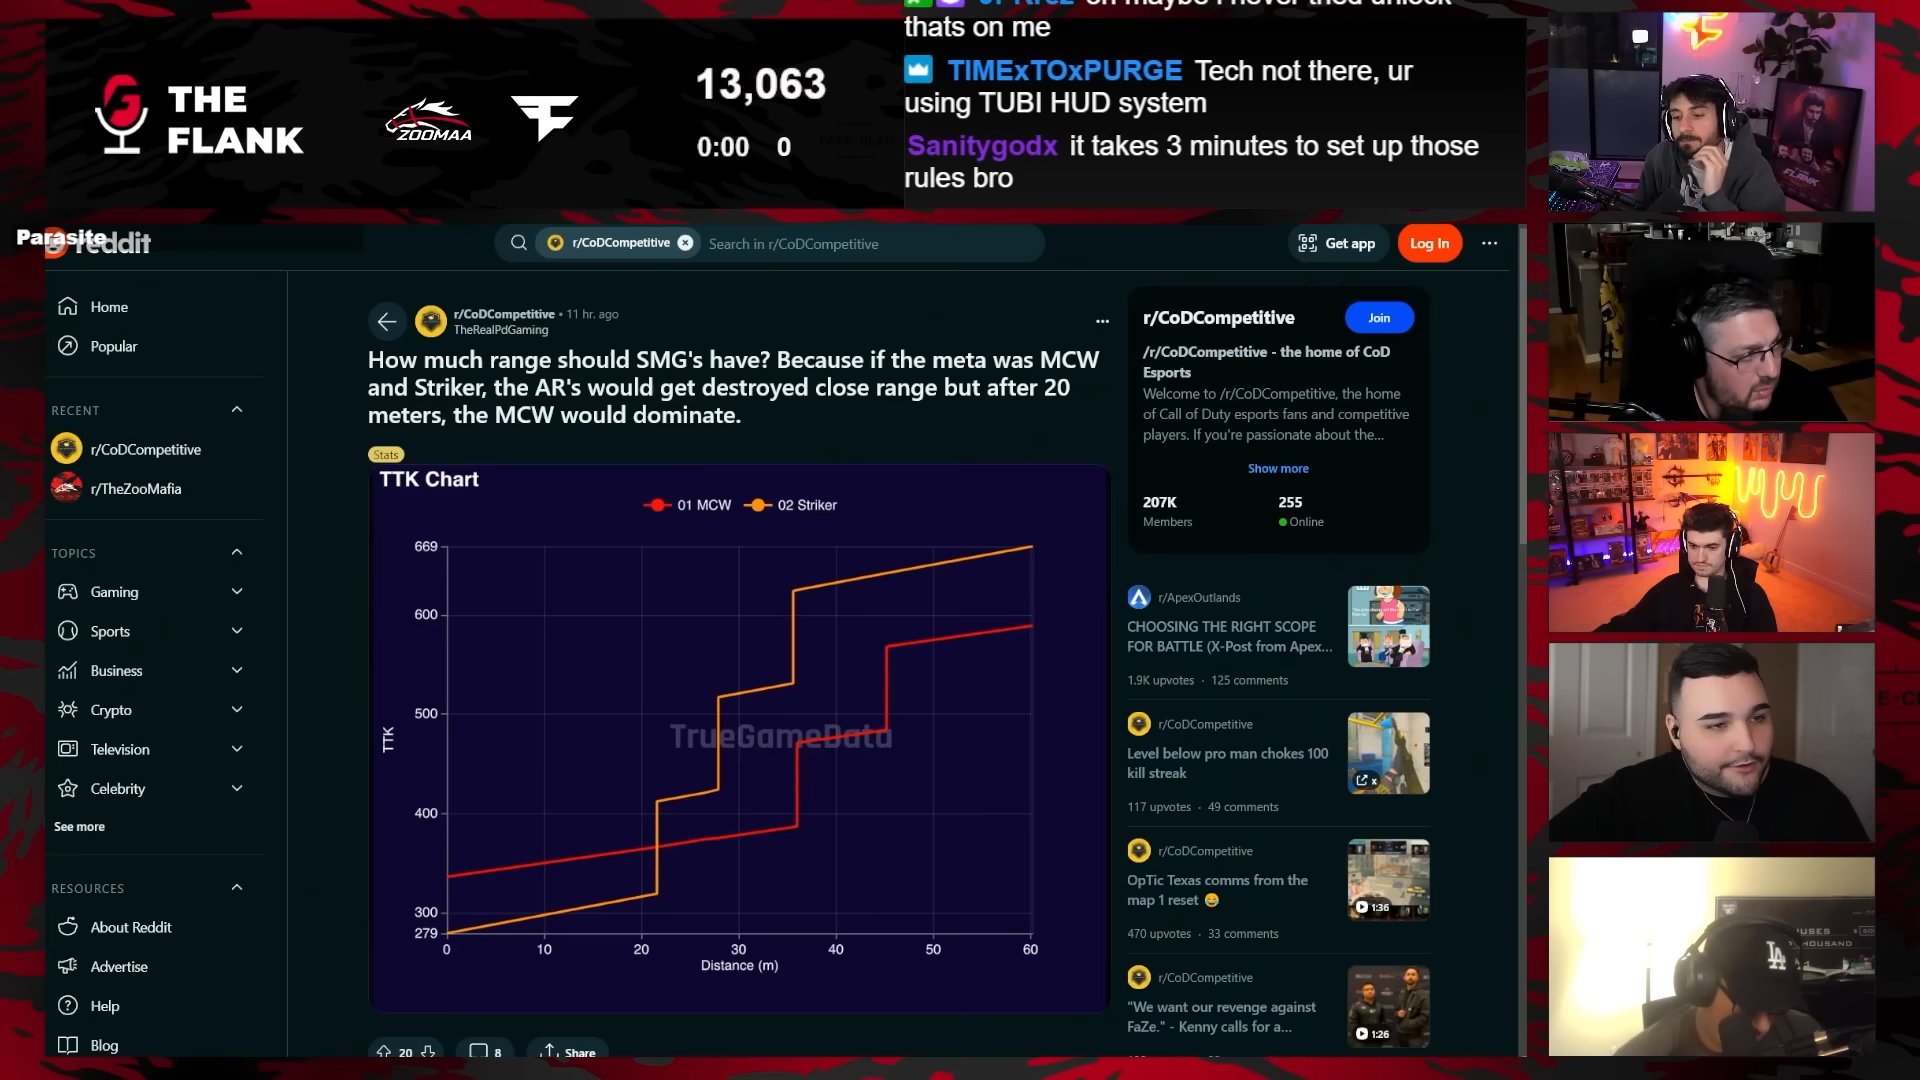 thats on me
TIMExTOxPURGE Tech not there, ur
using TUBI HUD system
Sanitygodx it takes 3 minutes to set up those
rules bro
THE
FLANK
ZOOMAA
13,063
0:00 0
Parasite
reddit
r/CoDCompetitive
Search in r/CoDCompetitive
Get app
Log In
Home
Popular
RECENT
r/CoDCompetitive
r/TheZooMafia
TOPICS
Gaming
Sports
Business
Crypto
Television
Celebrity
See more
RESOURCES
About Reddit
Advertise
Help
Blog
r/CoDCompetitive • 11 hr. ago
TheRealPdGaming
How much range should SMG's have? Because if the meta was MCW
and Striker, the AR's would get destroyed close range but after 20
meters, the MCW would dominate.
Stats
TTK Chart
01 MCW 02 Striker
669
600
500
400
300
279
TTK
TrueGameData
0 10 20 30 40 50 60
Distance (m)
20
8
Share
r/CoDCompetitive
Join
/r/CoDCompetitive - the home of CoD
Esports
Welcome to /r/CoDCompetitive, the home
of Call of Duty esports fans and competitive
players. If you're passionate about the...
Show more
207K 255
Members Online
r/ApexOutlands
CHOOSING THE RIGHT SCOPE
FOR BATTLE (X-Post from Apex...
1.9K upvotes · 125 comments
r/CoDCompetitive
Level below pro man chokes 100
kill streak
117 upvotes · 49 comments
r/CoDCompetitive
OpTic Texas comms from the
map 1 reset 😂
1:36
470 upvotes · 33 comments
r/CoDCompetitive
"We want our revenge against
FaZe." - Kenny calls for a...
1:26
FLANK
LA